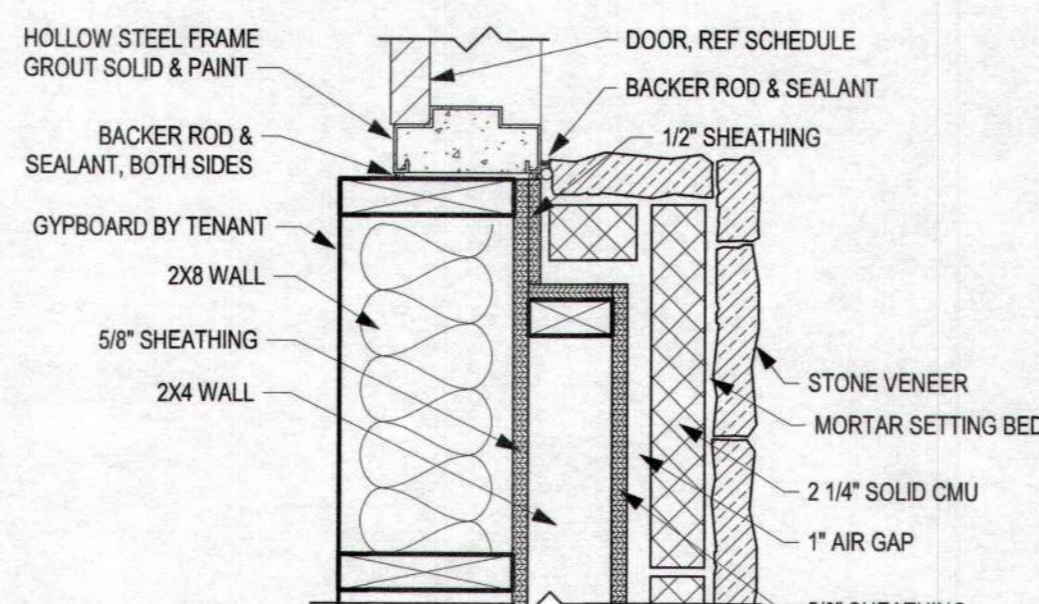 HOLLOW STEEL FRAME
GROUT SOLID & PAINT
BACKER ROD &
SEALANT, BOTH SIDES
GYPBOARD BY TENANT
2X8 WALL
5/8" SHEATHING
2X4 WALL
DOOR, REF SCHEDULE
BACKER ROD & SEALANT
1/2" SHEATHING
STONE VENEER
MORTAR SETTING BED
2 1/4" SOLID CMU
1" AIR GAP